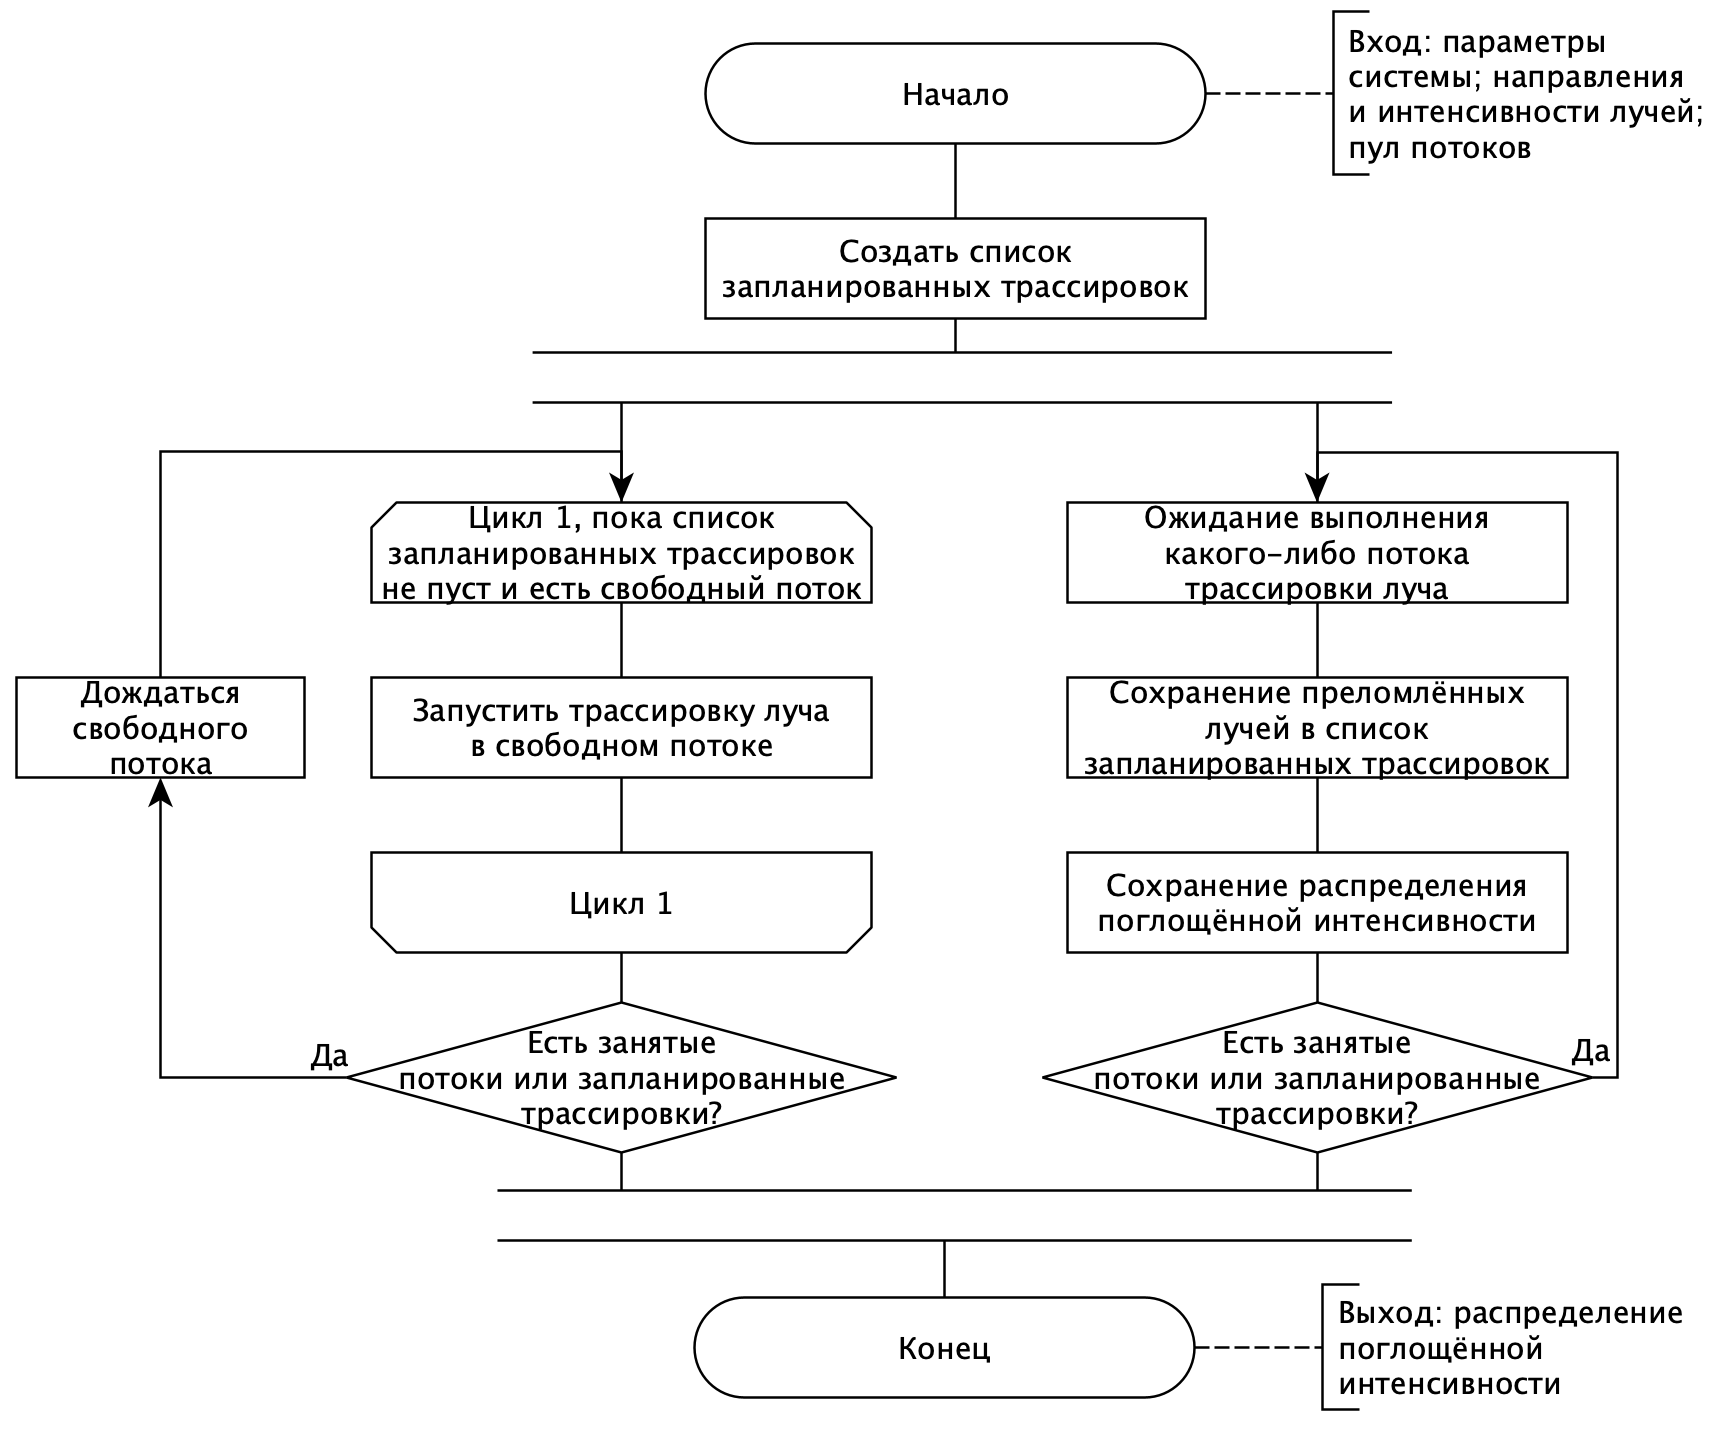 Начало
Вход: параметры
системы; направления
и интенсивности лучей;
пул потоков
Создать список
запланированных трассировок
Цикл 1, пока список
запланированных трассировок
не пуст и есть свободный поток
Ожидание выполнения
какого-либо потока
трассировки луча
Дождаться
свободного
потока
Запустить трассировку луча
в свободном потоке
Сохранение преломлённых
лучей в список
запланированных трассировок
Цикл 1
Сохранение распределения
поглощённой интенсивности
Да
Есть занятые
потоки или запланированные
трассировки?
Есть занятые
потоки или запланированные
трассировки?
Да
Конец
Выход: распределение
поглощённой
интенсивности